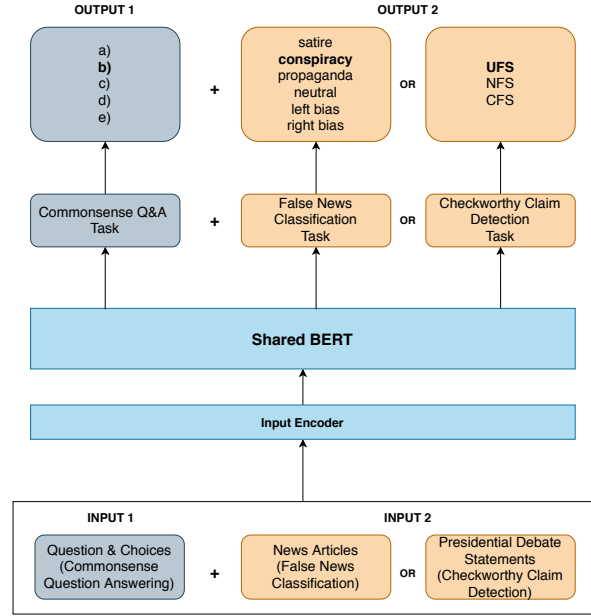 OUTPUT 1
OUTPUT 2
a)
b)
c)
d)
e)
+
satire
conspiracy
propaganda
neutral
left bias
right bias
OR
UFS
NFS
CFS
Commonsense Q&A
Task
+
False News
Classification
Task
OR
Checkworthy Claim
Detection
Task
Shared BERT
Input Encoder
INPUT 1
INPUT 2
Question & Choices
(Commonsense
Question Answering)
+
News Articles
(False News
Classification)
OR
Presidential Debate
Statements
(Checkworthy Claim
Detection)